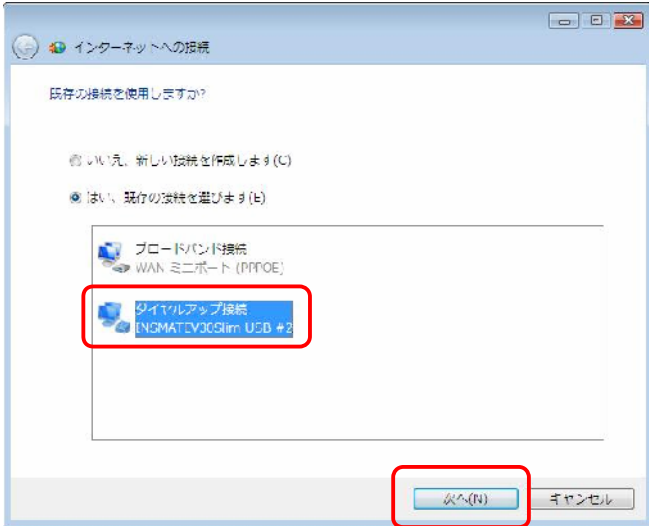 インターネットへの接続
既存の接続を使用しますか?
いいえ、新しい接続を作成します(C)
はい、既存の接続を選びます(E)
ブロードバンド接続
WAN ミニポート (PPPOE)
ダイヤルアップ接続
INSMATEV30Slim USB #2
次へ(N)
キャンセル